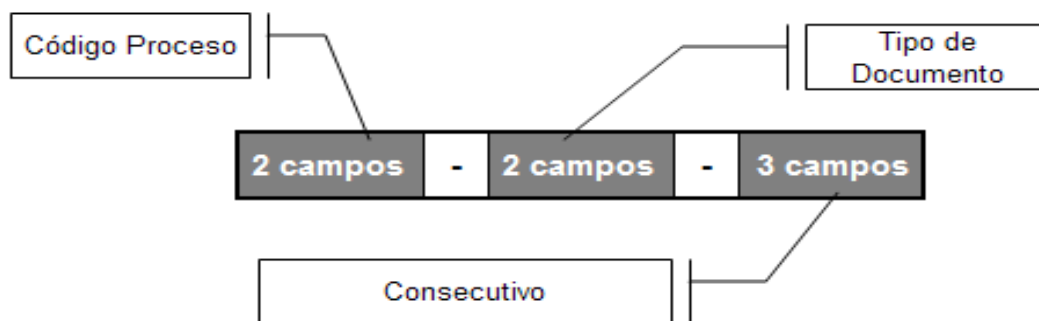 Código Proceso
Tipo de
Documento
2 campos - 2 campos - 3 campos
Consecutivo